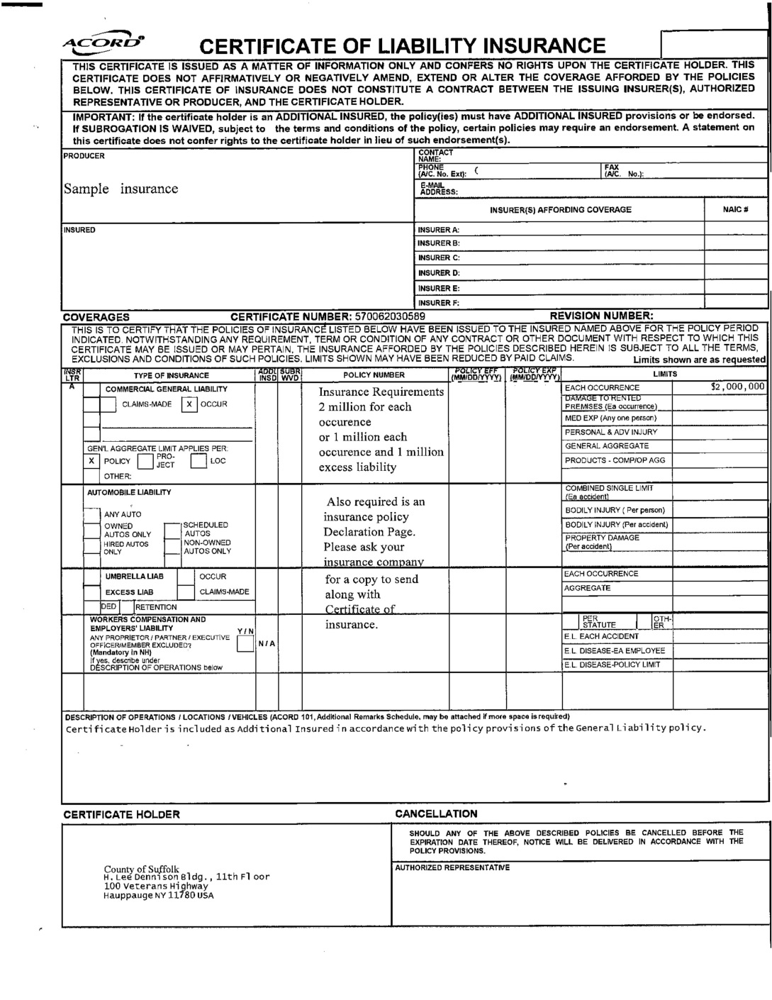 ACORD®
CERTIFICATE OF LIABILITY INSURANCE
THIS CERTIFICATE IS ISSUED AS A MATTER OF INFORMATION ONLY AND CONFERS NO RIGHTS UPON THE CERTIFICATE HOLDER. THIS
CERTIFICATE DOES NOT AFFIRMATIVELY OR NEGATIVELY AMEND, EXTEND OR ALTER THE COVERAGE AFFORDED BY THE POLICIES
BELOW. THIS CERTIFICATE OF INSURANCE DOES NOT CONSTITUTE A CONTRACT BETWEEN THE ISSUING INSURER(S), AUTHORIZED
REPRESENTATIVE OR PRODUCER, AND THE CERTIFICATE HOLDER.
IMPORTANT: If the certificate holder is an ADDITIONAL INSURED, the policy(ies) must have ADDITIONAL INSURED provisions or be endorsed.
If SUBROGATION IS WAIVED, subject to the terms and conditions of the policy, certain policies may require an endorsement. A statement on
this certificate does not confer rights to the certificate holder in lieu of such endorsement(s).
PRODUCER
Sample insurance
CONTACT
NAME:
PHONE
(A/C. No. Ext): (
FAX
(A/C. No.):
E-MAIL
ADDRESS:
INSURER(S) AFFORDING COVERAGE
NAIC #
INSURED
INSURER A:
INSURER B:
INSURER C:
INSURER D:
INSURER E:
INSURER F:
COVERAGES CERTIFICATE NUMBER: 570062030589 REVISION NUMBER:
THIS IS TO CERTIFY THAT THE POLICIES OF INSURANCE LISTED BELOW HAVE BEEN ISSUED TO THE INSURED NAMED ABOVE FOR THE POLICY PERIOD
INDICATED. NOTWITHSTANDING ANY REQUIREMENT, TERM OR CONDITION OF ANY CONTRACT OR OTHER DOCUMENT WITH RESPECT TO WHICH THIS
CERTIFICATE MAY BE ISSUED OR MAY PERTAIN, THE INSURANCE AFFORDED BY THE POLICIES DESCRIBED HEREIN IS SUBJECT TO ALL THE TERMS,
EXCLUSIONS AND CONDITIONS OF SUCH POLICIES. LIMITS SHOWN MAY HAVE BEEN REDUCED BY PAID CLAIMS. Limits shown are as requested
INSR
LTR
TYPE OF INSURANCE
ADDL
INSD
SUBR
WVD
POLICY NUMBER
POLICY EFF
(MM/DD/YYYY)
POLICY EXP
(MM/DD/YYYY)
LIMITS
A
COMMERCIAL GENERAL LIABILITY
CLAIMS-MADE X OCCUR
GEN'L AGGREGATE LIMIT APPLIES PER:
X POLICY PRO-
JECT LOC
OTHER:
Insurance Requirements
2 million for each
occurence
or 1 million each
occurence and 1 million
excess liability
EACH OCCURRENCE $2,000,000
DAMAGE TO RENTED
PREMISES (Ea occurrence)
MED EXP (Any one person)
PERSONAL & ADV INJURY
GENERAL AGGREGATE
PRODUCTS - COMP/OP AGG
AUTOMOBILE LIABILITY
ANY AUTO
OWNED
AUTOS ONLY
SCHEDULED
AUTOS
HIRED AUTOS
ONLY
NON-OWNED
AUTOS ONLY
Also required is an
insurance policy
Declaration Page.
Please ask your
insurance company
COMBINED SINGLE LIMIT
(Ea accident)
BODILY INJURY ( Per person)
BODILY INJURY (Per accident)
PROPERTY DAMAGE
(Per accident)
UMBRELLA LIAB OCCUR
EXCESS LIAB CLAIMS-MADE
DED RETENTION
for a copy to send
along with
Certificate of
insurance.
EACH OCCURRENCE
AGGREGATE
WORKERS COMPENSATION AND
EMPLOYERS' LIABILITY
Y / N
ANY PROPRIETOR / PARTNER / EXECUTIVE
OFFICER/MEMBER EXCLUDED?
(Mandatory in NH)
If yes, describe under
DESCRIPTION OF OPERATIONS below
N / A
PER
STATUTE
OTH-
ER
E.L. EACH ACCIDENT
E.L. DISEASE-EA EMPLOYEE
E.L. DISEASE-POLICY LIMIT
DESCRIPTION OF OPERATIONS / LOCATIONS / VEHICLES (ACORD 101, Additional Remarks Schedule, may be attached if more space is required)
Certificate Holder is included as Additional Insured in accordance with the policy provisions of the General Liability policy.
CERTIFICATE HOLDER
CANCELLATION
County of Suffolk
H. Lee Dennison Bldg., 11th Floor
100 Veterans Highway
Hauppauge NY 11780 USA
SHOULD ANY OF THE ABOVE DESCRIBED POLICIES BE CANCELLED BEFORE THE
EXPIRATION DATE THEREOF, NOTICE WILL BE DELIVERED IN ACCORDANCE WITH THE
POLICY PROVISIONS.
AUTHORIZED REPRESENTATIVE